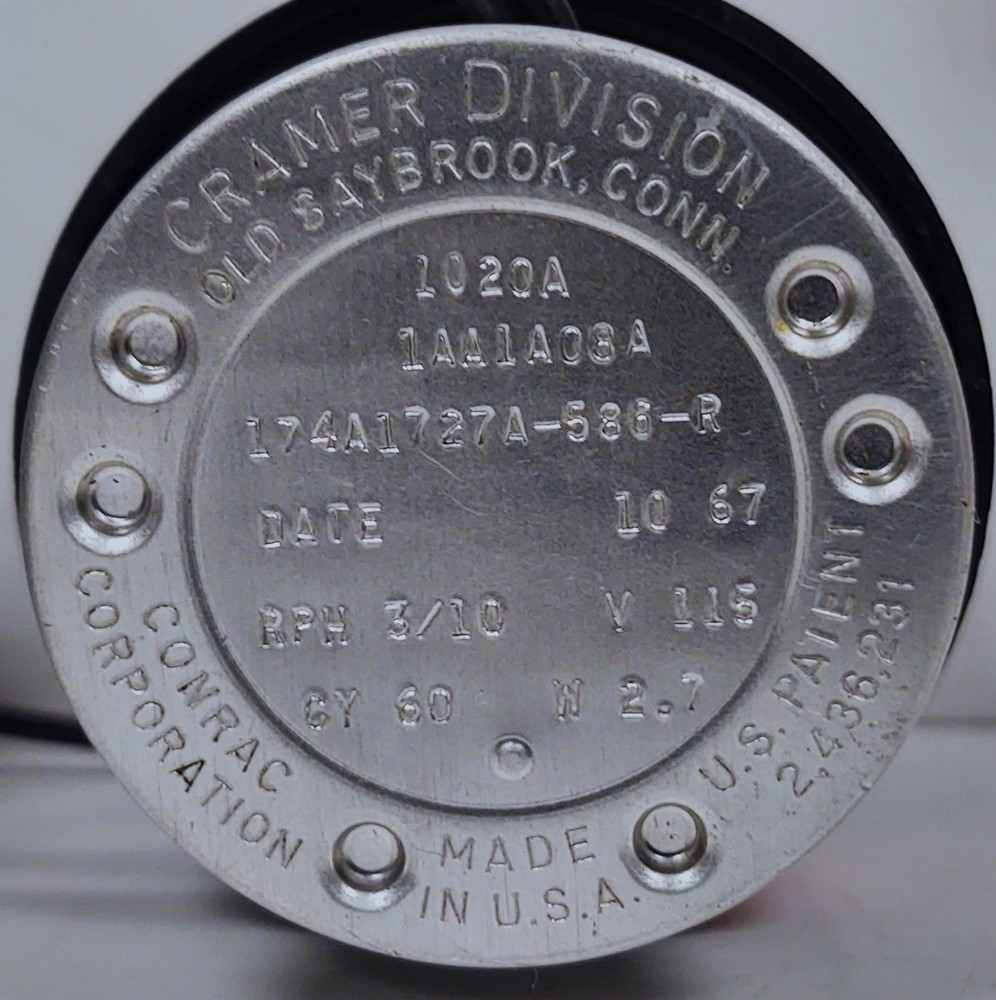 CRAMER DIVISION
OLD SAYBROOK, CONN.
1020A
1AA1A08A
174A1727A-586-R
DATE 10 67
RPH 3/10 V 115
CY 60 W 2.7
CONRAC
CORPORATION
MADE
IN U.S.A.
U.S. PATENT
2,436,231